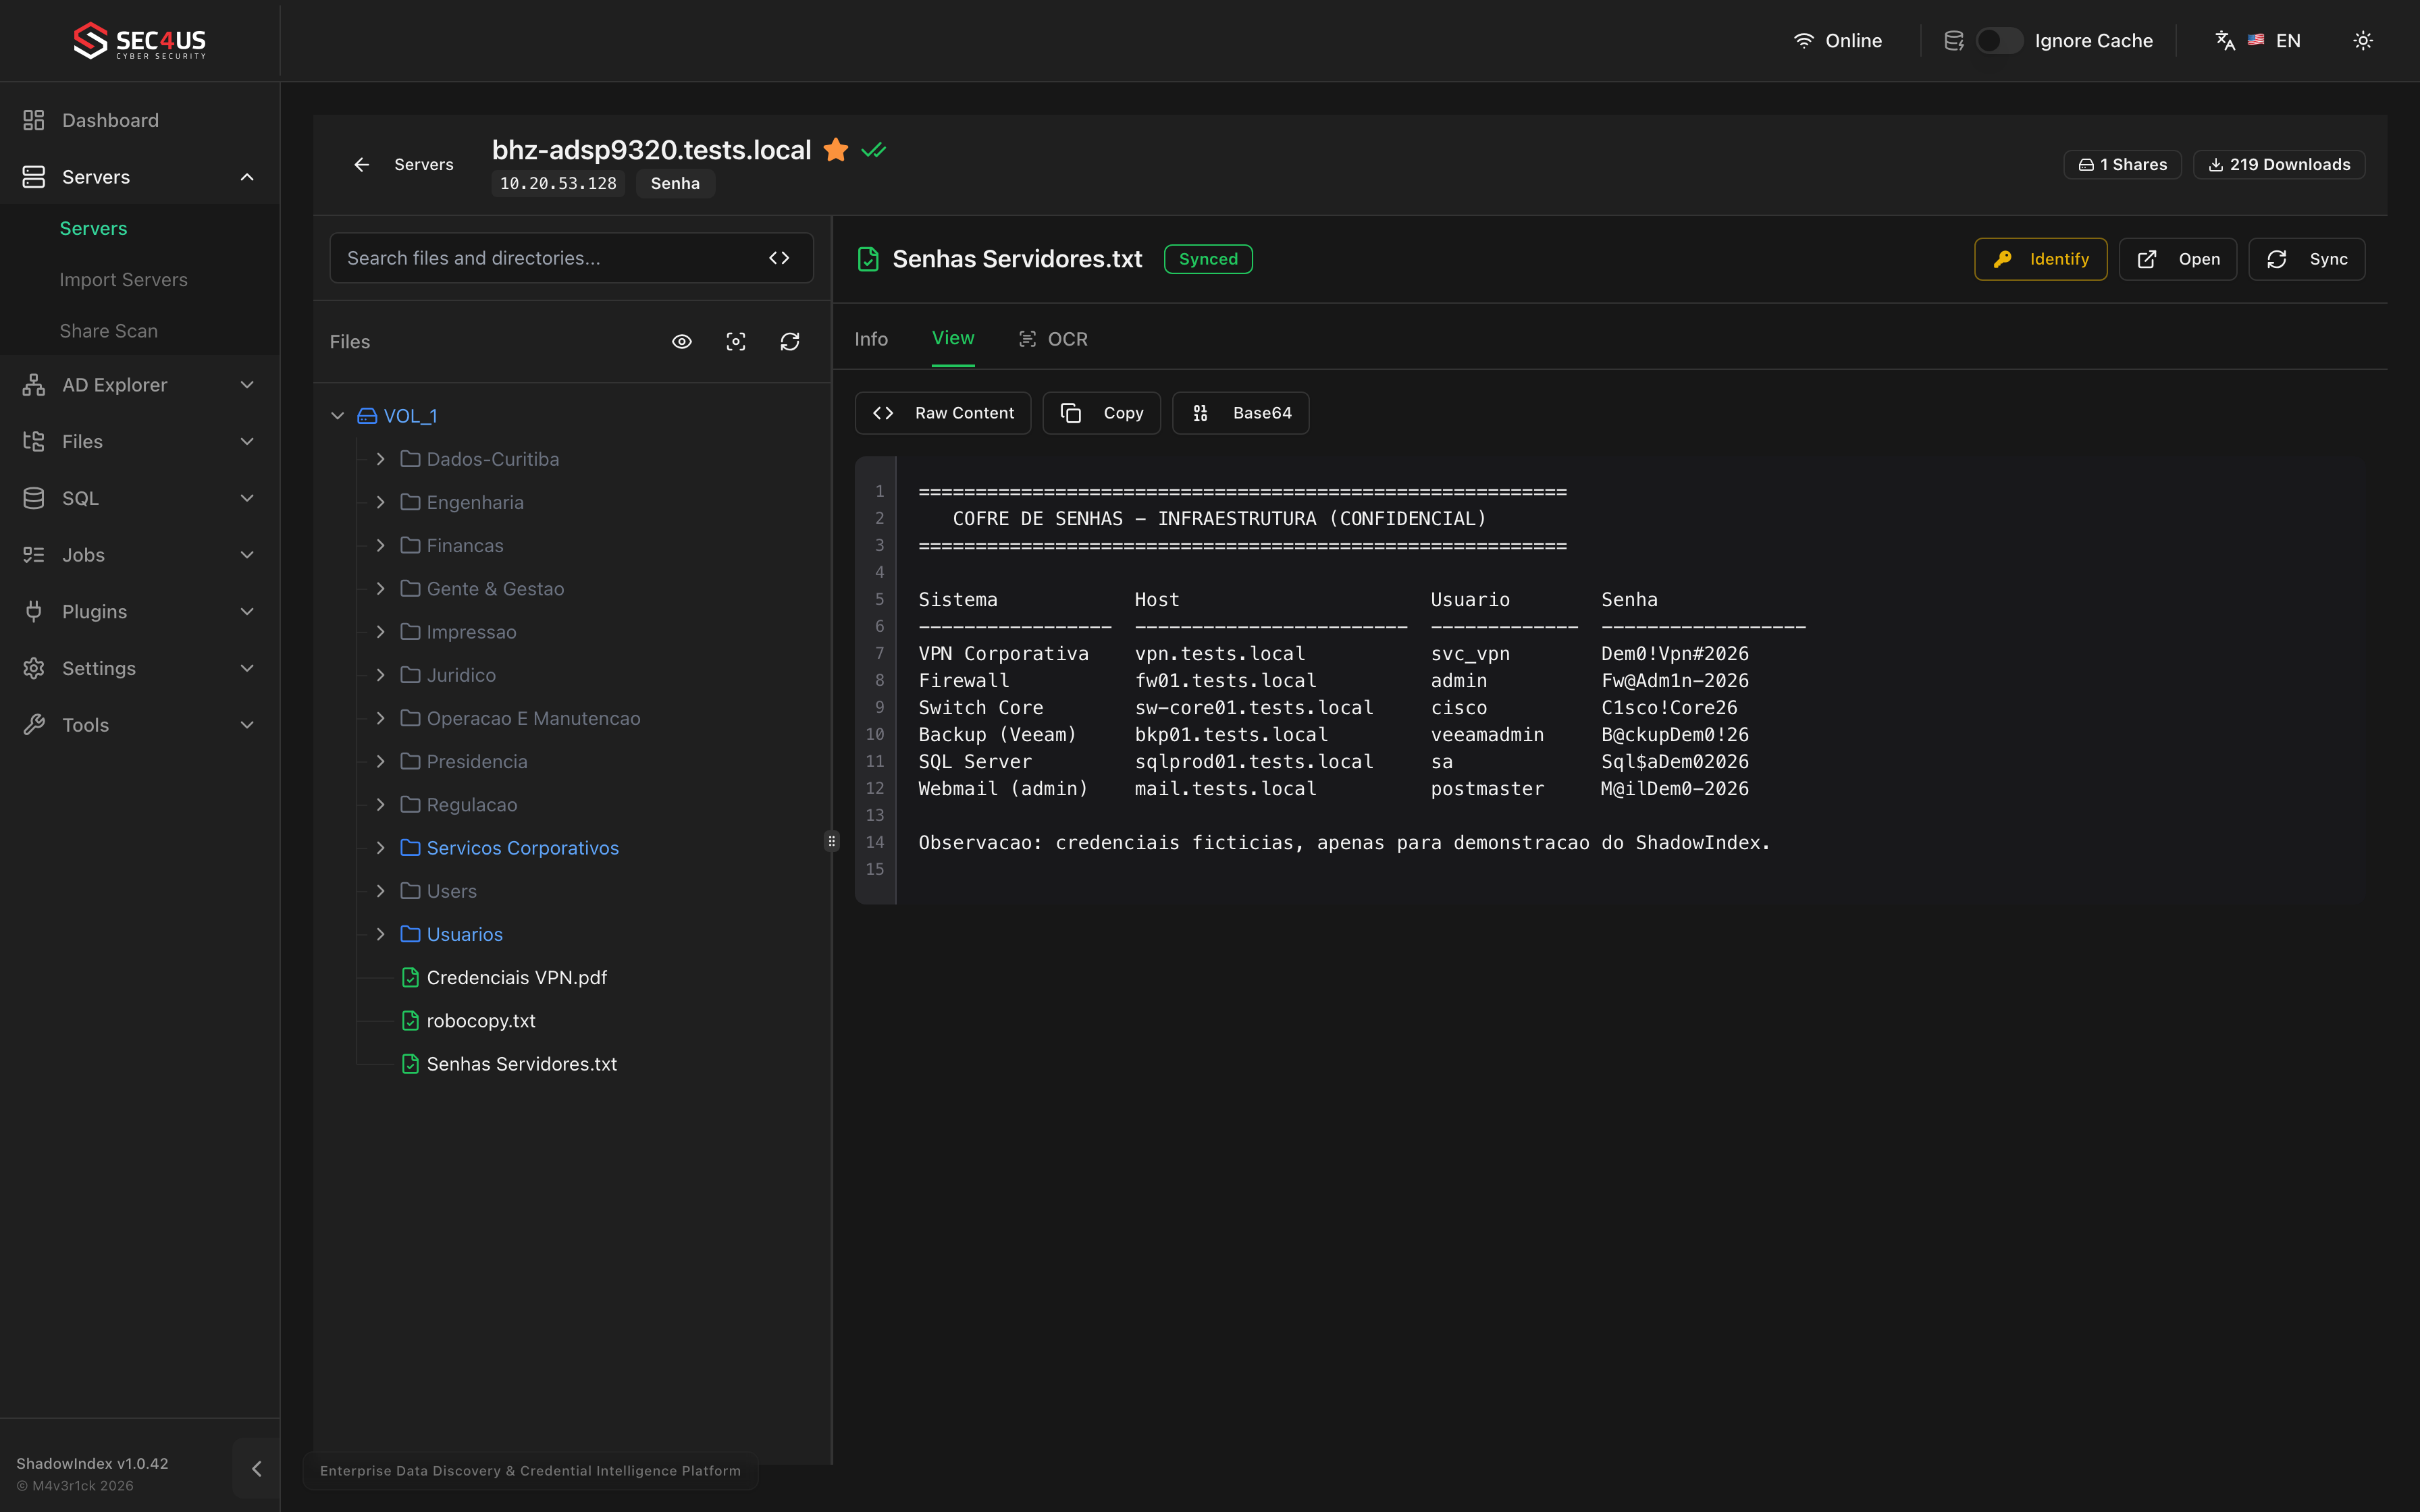 SEC4US
CYBER SECURITY
Online
Ignore Cache
EN
Dashboard
Servers
Servers
Import Servers
Share Scan
AD Explorer
Files
SQL
Jobs
Plugins
Settings
Tools
ShadowIndex v1.0.42
© M4v3r1ck 2026
Servers
bhz-adsp9320.tests.local
10.20.53.128 Senha
1 Shares
219 Downloads
Search files and directories...
Files
VOL_1
Dados-Curitiba
Engenharia
Financas
Gente & Gestao
Impressao
Juridico
Operacao E Manutencao
Presidencia
Regulacao
Servicos Corporativos
Users
Usuarios
Credenciais VPN.pdf
robocopy.txt
Senhas Servidores.txt
Enterprise Data Discovery & Credential Intelligence Platform
Senhas Servidores.txt Synced
Identify Open Sync
Info View OCR
Raw Content Copy Base64
1 =========================================================
2 COFRE DE SENHAS - INFRAESTRUTURA (CONFIDENCIAL)
3 =========================================================
4
5 Sistema Host Usuario Senha
6 ----------------- ------------------------ ------------- ------------------
7 VPN Corporativa vpn.tests.local svc_vpn Dem0!Vpn#2026
8 Firewall fw01.tests.local admin Fw@Adm1n-2026
9 Switch Core sw-core01.tests.local cisco C1sco!Core26
10 Backup (Veeam) bkp01.tests.local veeamadmin B@ckupDem0!26
11 SQL Server sqlprod01.tests.local sa Sql$aDem02026
12 Webmail (admin) mail.tests.local postmaster M@ilDem0-2026
13
14 Observacao: credenciais ficticias, apenas para demonstracao do ShadowIndex.
15